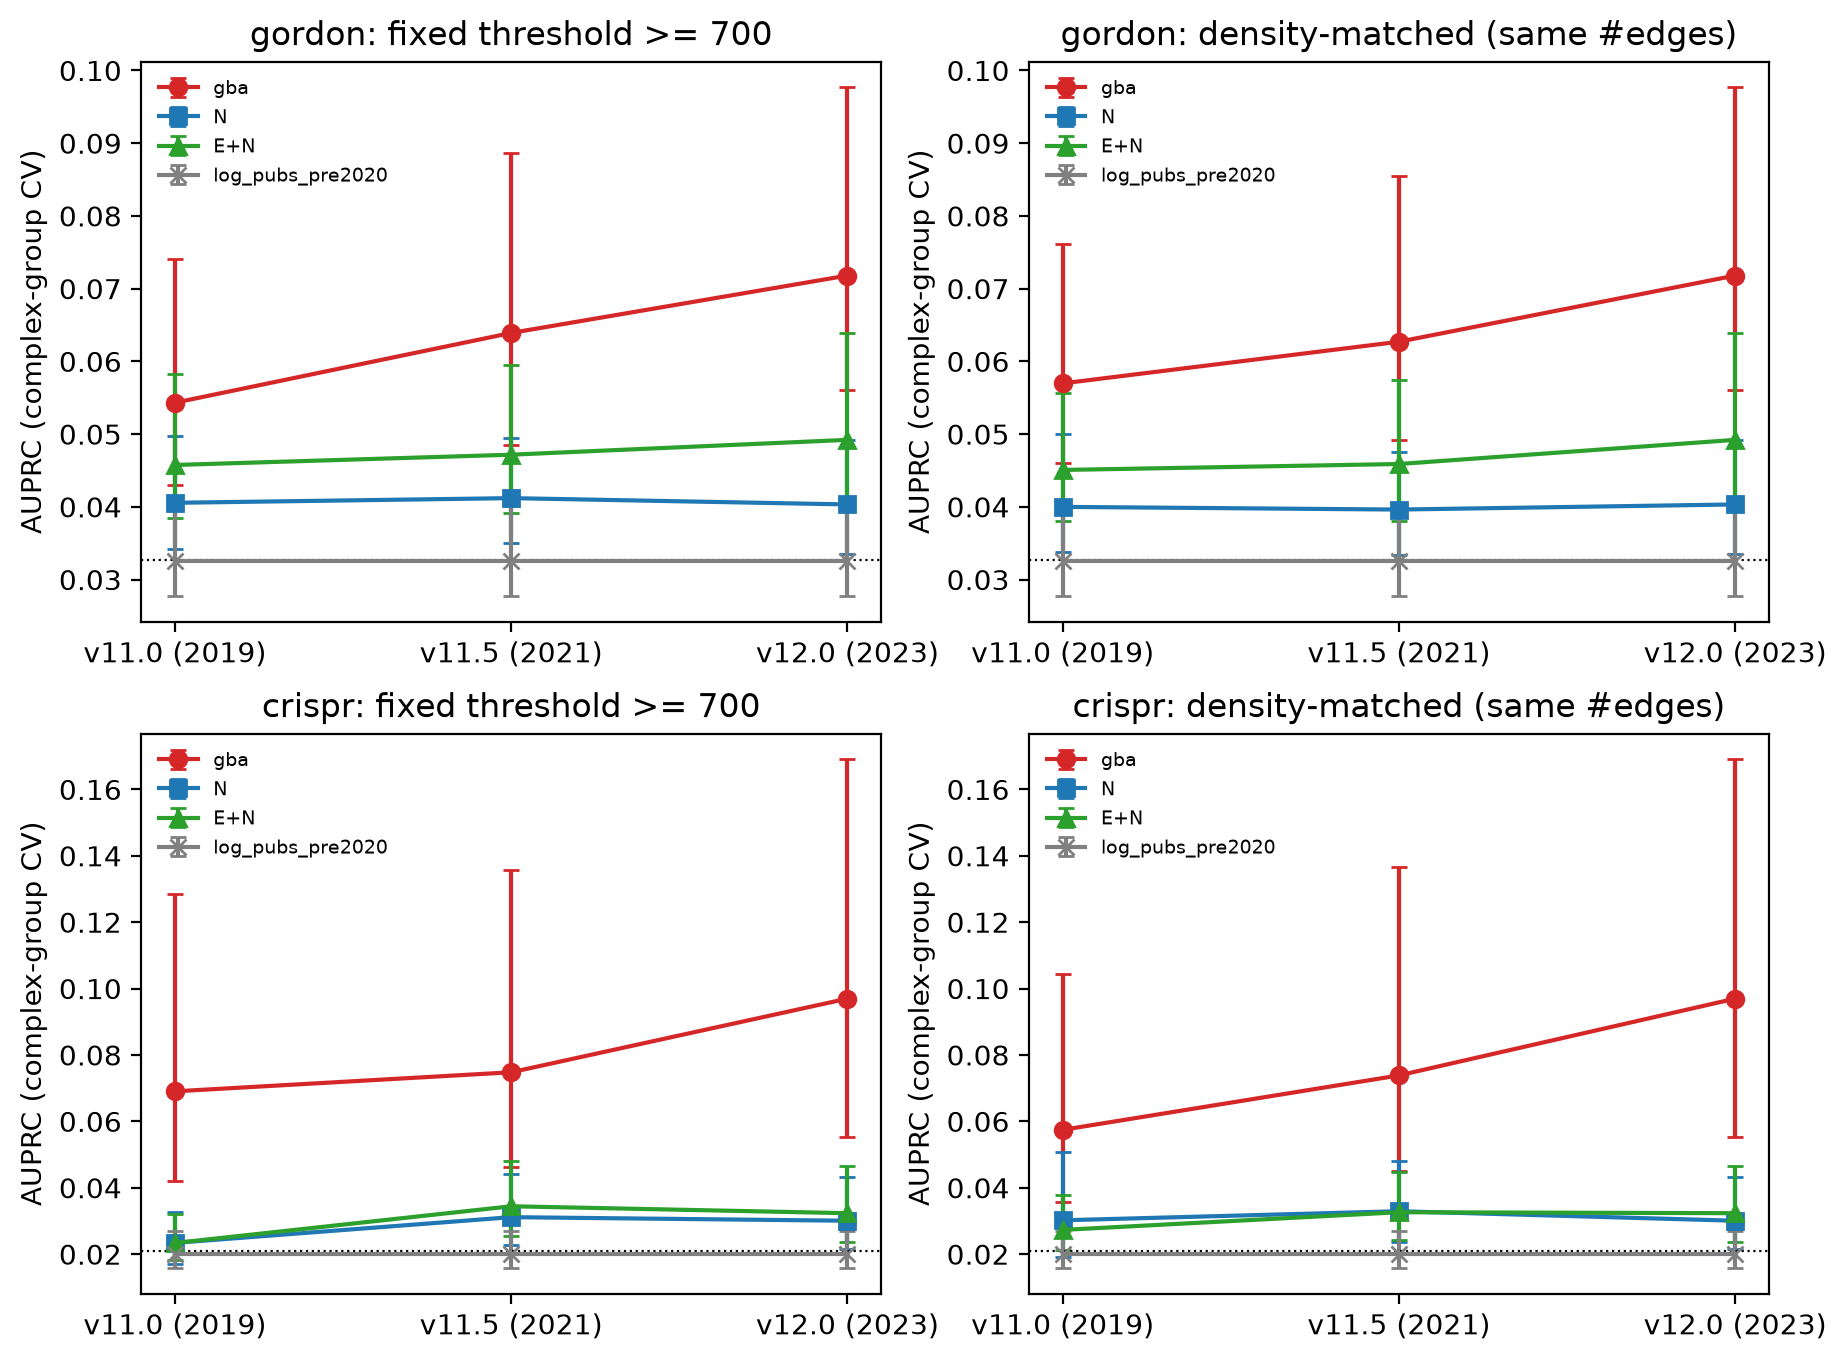 gordon: fixed threshold >= 700
AUPRC (complex-group CV)
0.10
0.09
0.08
0.07
0.06
0.05
0.04
0.03
gba
N
E+N
log_pubs_pre2020
v11.0 (2019)
v11.5 (2021)
v12.0 (2023)
gordon: density-matched (same #edges)
AUPRC (complex-group CV)
0.10
0.09
0.08
0.07
0.06
0.05
0.04
0.03
gba
N
E+N
log_pubs_pre2020
v11.0 (2019)
v11.5 (2021)
v12.0 (2023)
crispr: fixed threshold >= 700
AUPRC (complex-group CV)
0.16
0.14
0.12
0.10
0.08
0.06
0.04
0.02
gba
N
E+N
log_pubs_pre2020
v11.0 (2019)
v11.5 (2021)
v12.0 (2023)
crispr: density-matched (same #edges)
AUPRC (complex-group CV)
0.16
0.14
0.12
0.10
0.08
0.06
0.04
0.02
gba
N
E+N
log_pubs_pre2020
v11.0 (2019)
v11.5 (2021)
v12.0 (2023)